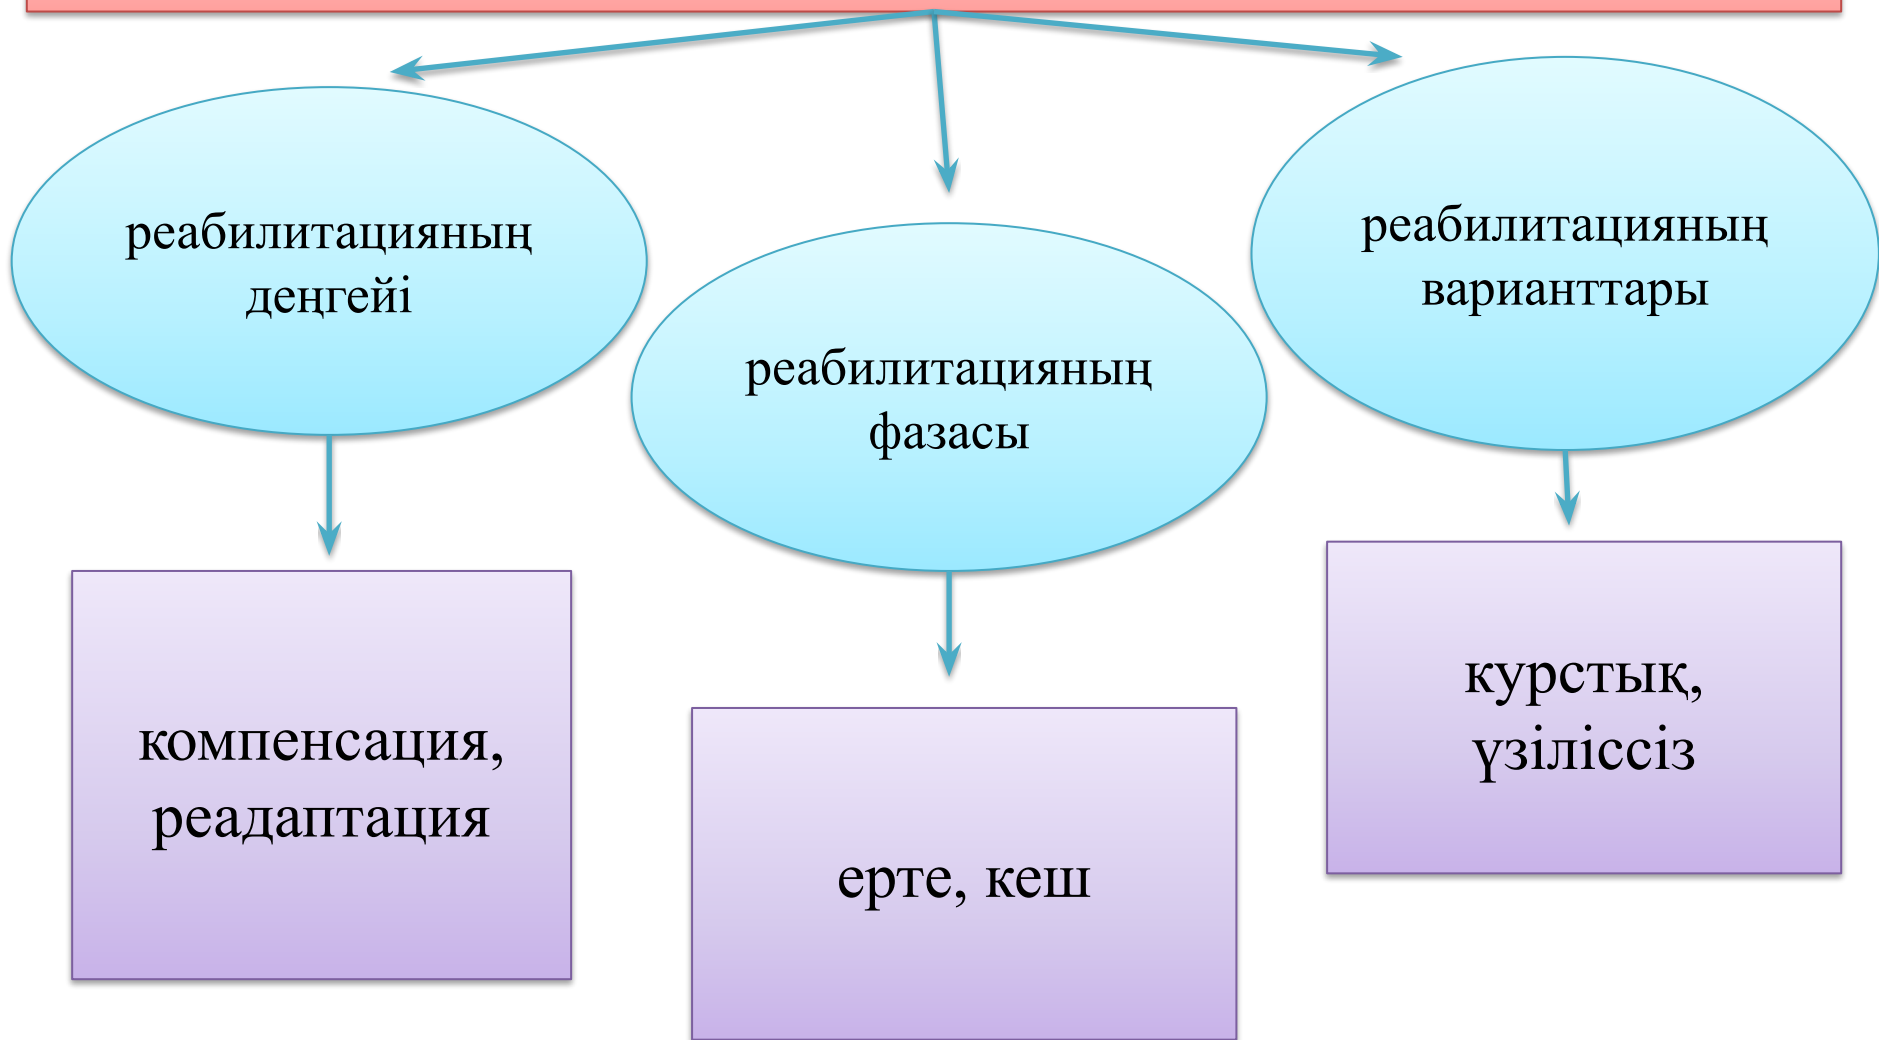 реабилитацияның
деңгейі
реабилитацияның
фазасы
реабилитацияның
варианттары
компенсация,
реадаптация
ерте, кеш
курстық,
үзіліссіз